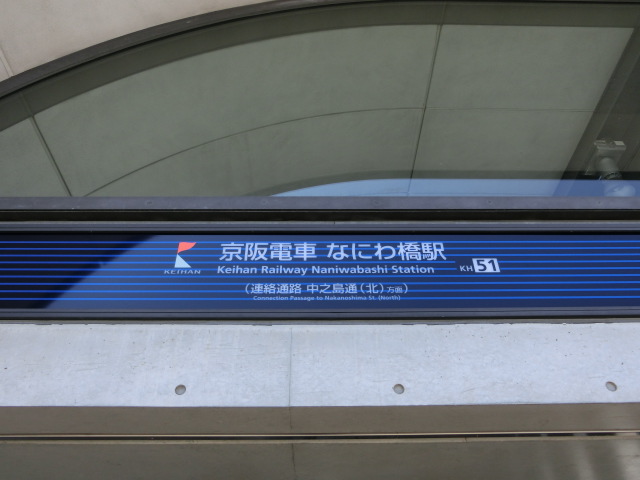 京阪電車 なにわ橋駅
KEIHAN
Keihan Railway Naniwabashi Station
KH 51
(連絡通路 中之島通(北)方面)
Connection Passage to Nakanoshima St. (North)